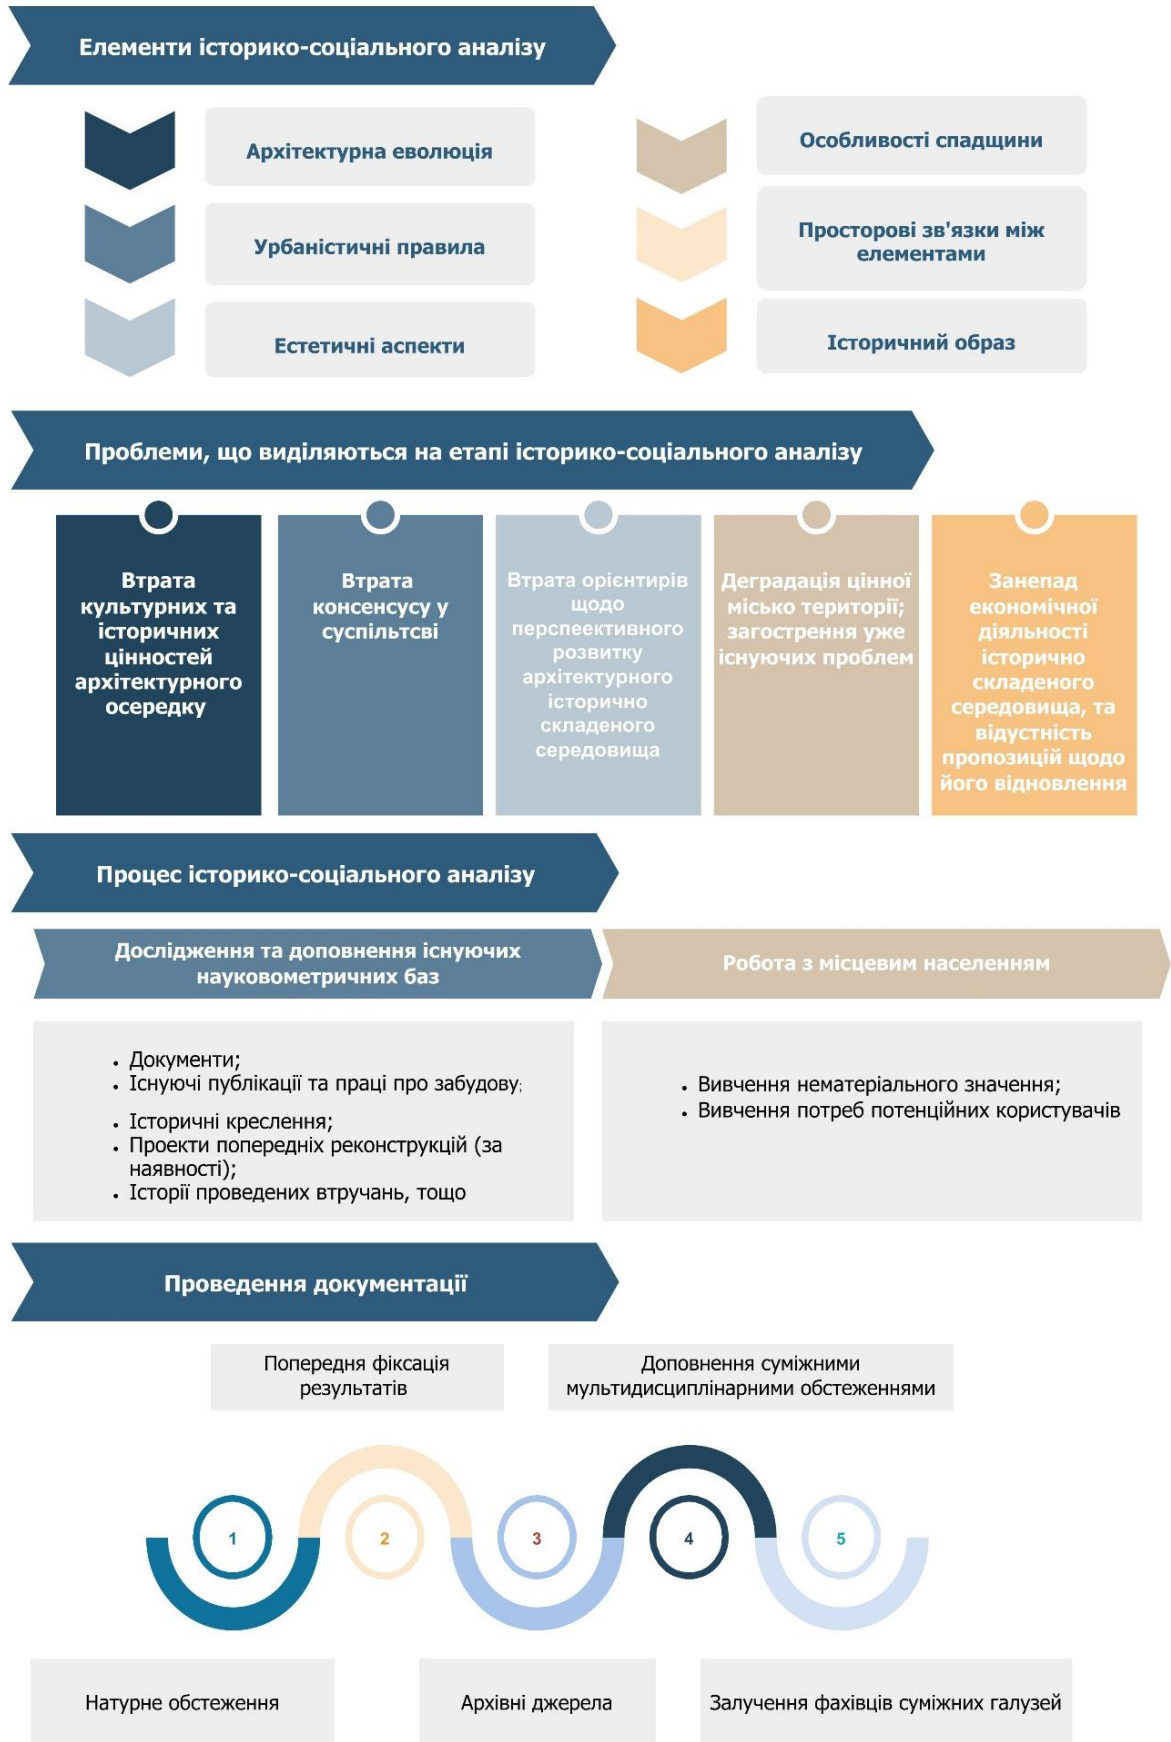 Елементи історико-соціального аналізу
Архітектурна еволюція
Урбаністичні правила
Естетичні аспекти
Особливості спадщини
Просторові зв'язки між
елементами
Історичний образ
Проблеми, що виділяються на етапі історико-соціального аналізу
Втрата
культурних та
історичних
цінностей
архітектурного
осередку
Втрата
консенсусу у
суспільтсві
Втрата орієнтирів
щодо
перспеективного
розвитку
архітектурного
історично
складеного
середовища
Деградація цінної
місько території;
загострення уже
існуючих проблем
Занепад
економічної
діяльності
історично
складеного
середовища, та
відустність
пропозицій щодо
його відновлення
Процес історико-соціального аналізу
Дослідження та доповнення існуючих
науковометричних баз
Робота з місцевим населенням
• Документи;
• Існуючі публікації та праці про забудову;
• Історичні креслення;
• Проекти попередніх реконструкцій (за
наявності);
• Історії проведених втручань, тощо
• Вивчення нематеріального значення;
• Вивчення потреб потенційних користувачів
Проведення документації
Попередня фіксація
результатів
Доповнення суміжними
мультидисциплінарними обстеженнями
1
2
3
4
5
Натурне обстеження
Архівні джерела
Залучення фахівців суміжних галузей